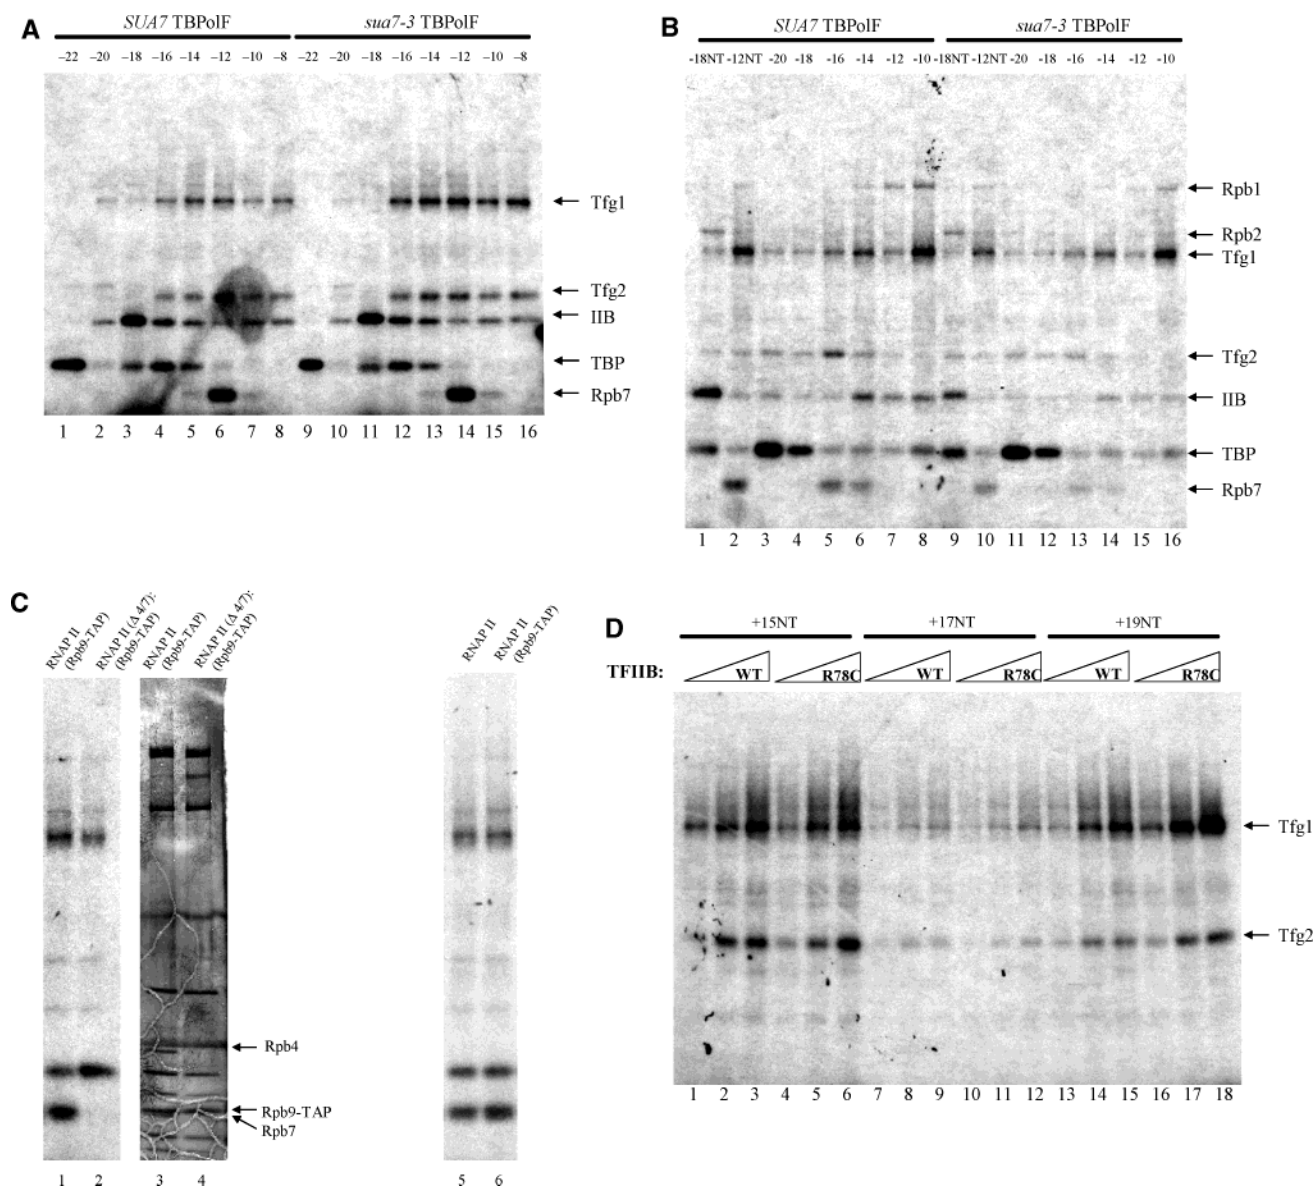 A
SUA7 TBPolF
sua7-3 TBPolF
–22 –20 –18 –16 –14 –12 –10 –8 –22 –20 –18 –16 –14 –12 –10 –8
Tfg1
Tfg2
IIB
TBP
Rpb7
1 2 3 4 5 6 7 8 9 10 11 12 13 14 15 16
B
SUA7 TBPolF
sua7-3 TBPolF
-18NT -12NT -20 -18 -16 -14 -12 -10 -18NT -12NT -20 -18 -16 -14 -12 -10
Rpb1
Rpb2
Tfg1
Tfg2
IIB
TBP
Rpb7
1 2 3 4 5 6 7 8 9 10 11 12 13 14 15 16
C
RNAP II
(Rpb9-TAP)
RNAP II (Δ 4/7):
(Rpb9-TAP)
RNAP II
(Rpb9-TAP)
RNAP II (Δ 4/7):
(Rpb9-TAP)
RNAP II
RNAP II
(Rpb9-TAP)
Rpb4
Rpb9-TAP
Rpb7
1 2 3 4 5 6
D
+15NT +17NT +19NT
TFIIB: WT R78C WT R78C WT R78C
Tfg1
Tfg2
1 2 3 4 5 6 7 8 9 10 11 12 13 14 15 16 17 18